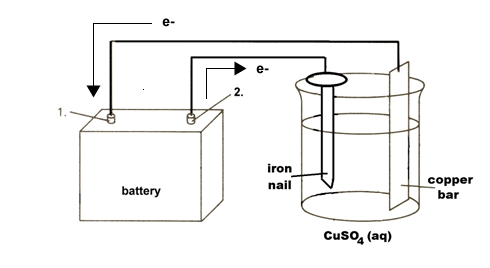 e-
e-
1.
2.
battery
iron
nail
copper
bar
CuSO₄ (aq)